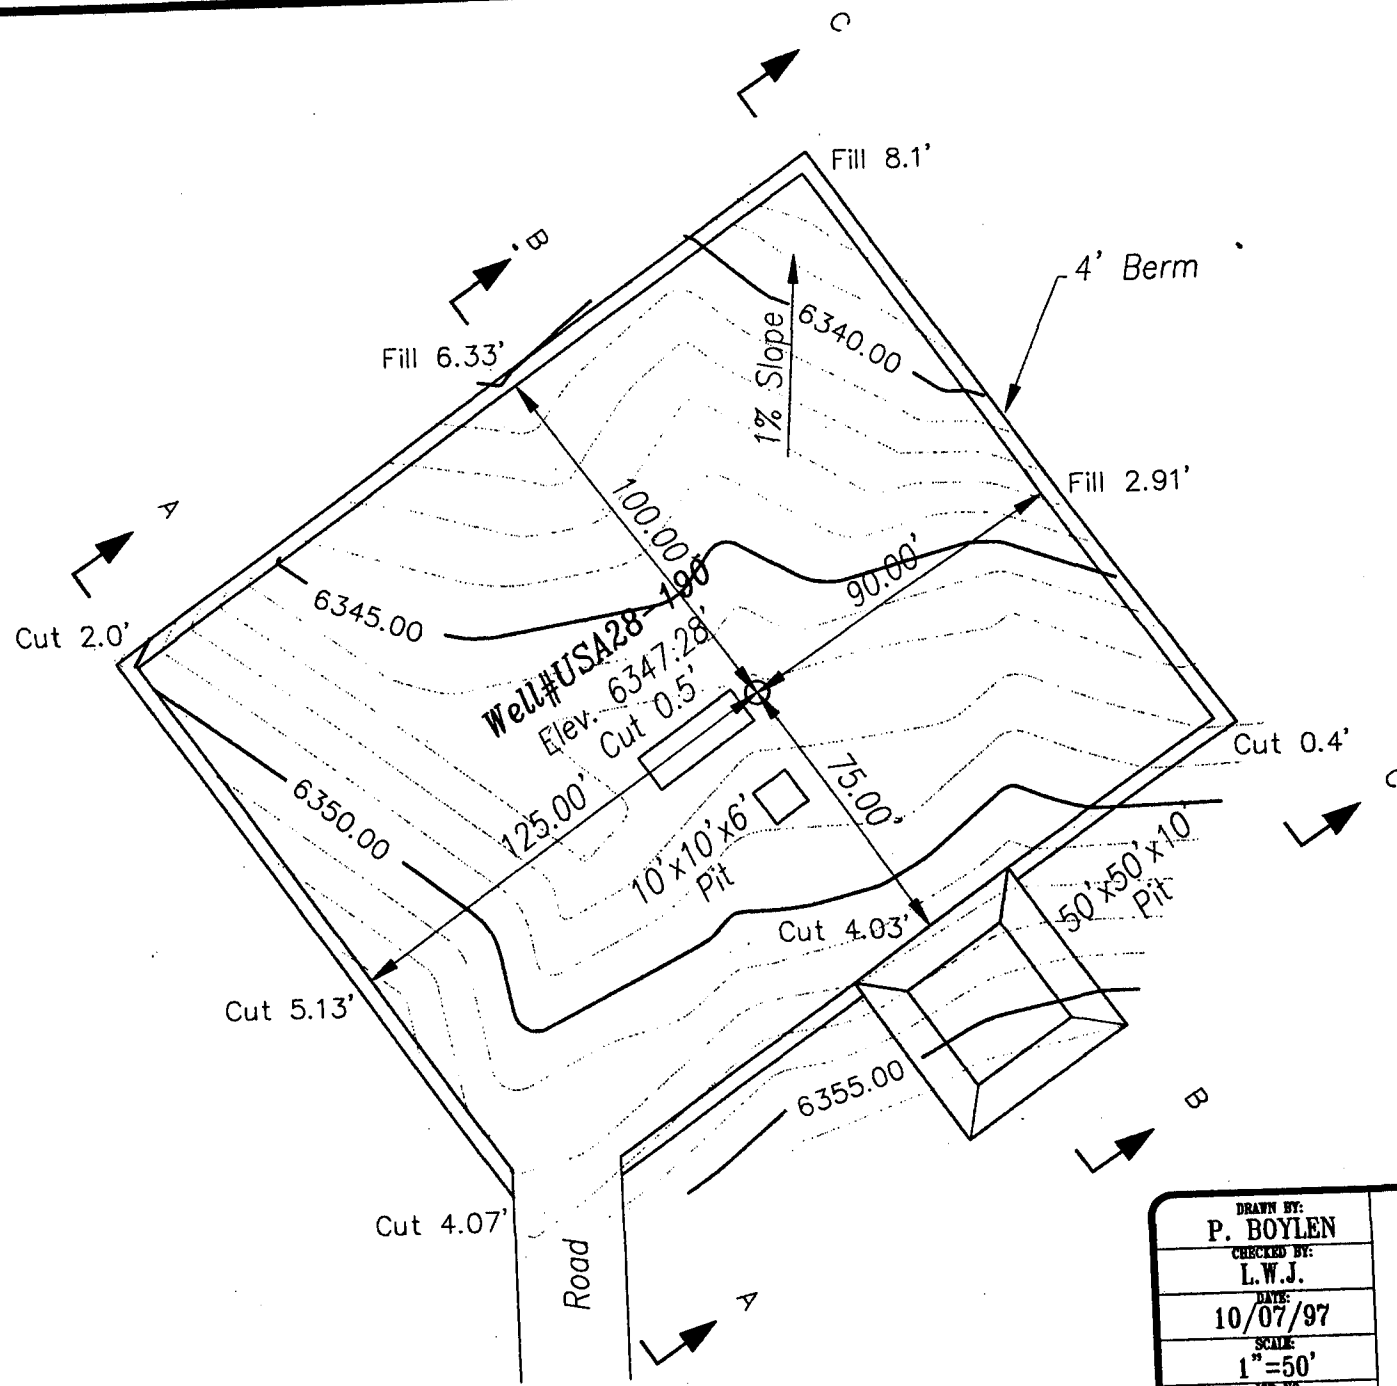 C
Fill 8.1'
B'
4' Berm
6340.00
1% Slope
Fill 6.33'
Fill 2.91'
A
100.00'
90.00'
6345.00
Cut 2.0'
Well#USA28-190
Elev. 6347.28'
Cut 0.5'
Cut 0.4'
75.00'
6350.00
125.00'
10'x10'x6'
Pit
C
50'x50'x10'
Pit
Cut 4.03'
Cut 5.13'
6355.00
B
Cut 4.07'
Road
A
DRAWN BY:
P. BOYLEN
CHECKED BY:
L.W.J.
DATE:
10/07/97
SCALE:
1"=50'